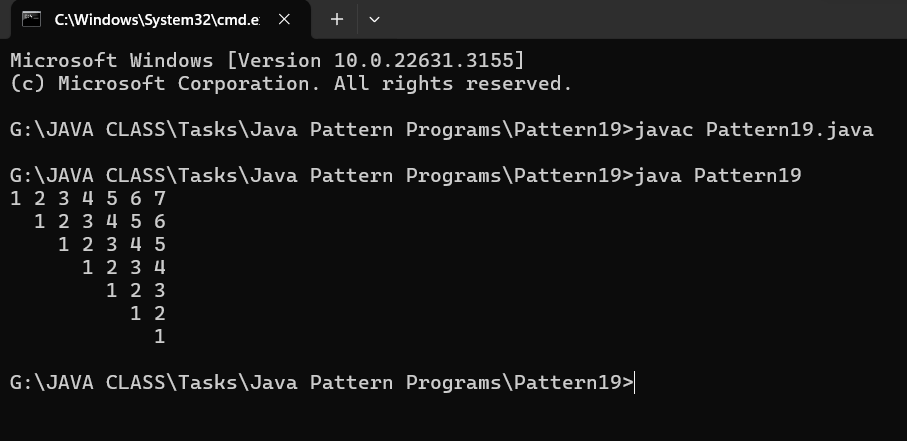 C:\Windows\System32\cmd.e
Microsoft Windows [Version 10.0.22631.3155]
(c) Microsoft Corporation. All rights reserved.
G:\JAVA CLASS\Tasks\Java Pattern Programs\Pattern19>javac Pattern19.java
G:\JAVA CLASS\Tasks\Java Pattern Programs\Pattern19>java Pattern19
1 2 3 4 5 6 7
  1 2 3 4 5 6
    1 2 3 4 5
      1 2 3 4
        1 2 3
          1 2
            1
G:\JAVA CLASS\Tasks\Java Pattern Programs\Pattern19>